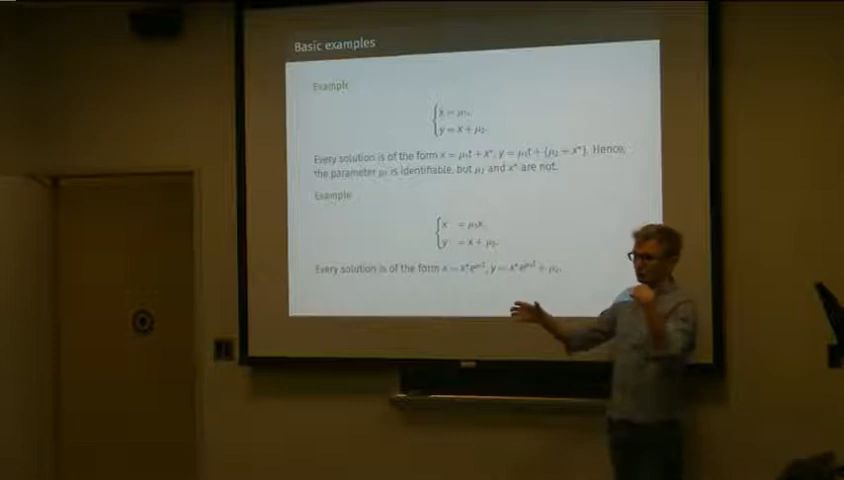 Basic examples
Example
{ẋ = μ₁,
y = x + μ₂.
Every solution is of the form x = μ₁t + x*, y = μ₁t + (μ₂ + x*). Hence,
the parameter μ₁ is identifiable, but μ₂ and x* are not.
Example
{ẋ = μ₁x,
y = x + μ₂.
Every solution is of the form x = x*e^{μ₁t}, y = x*e^{μ₁t} + μ₂.